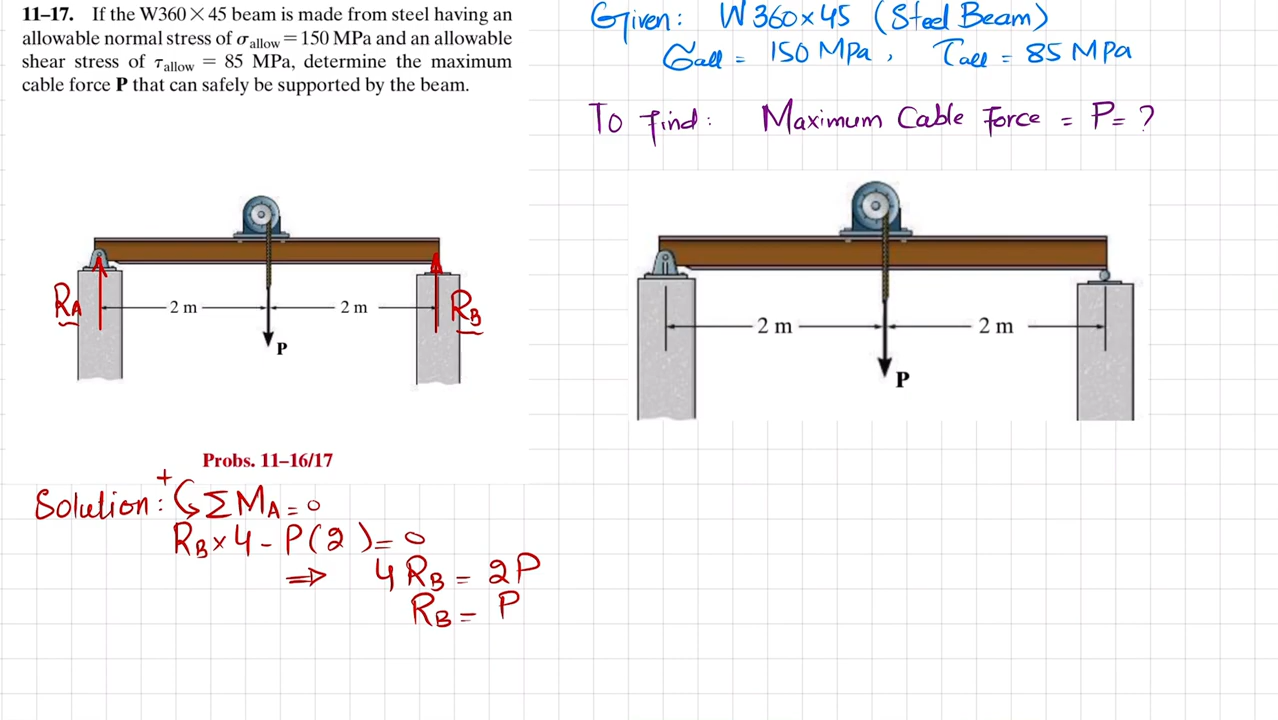 11–17. If the W360 × 45 beam is made from steel having an
allowable normal stress of σallow = 150 MPa and an allowable
shear stress of τallow = 85 MPa, determine the maximum
cable force P that can safely be supported by the beam.
Given: W 360×45 (Steel Beam)
σall = 150 MPa, τall = 85 MPa
To find: Maximum Cable Force = P = ?
RA
2 m
2 m
RB
P
2 m
2 m
P
Probs. 11–16/17
Solution: + ↺ ΣMA = 0
RB × 4 - P(2) = 0
⇒ 4 RB = 2P
RB = P